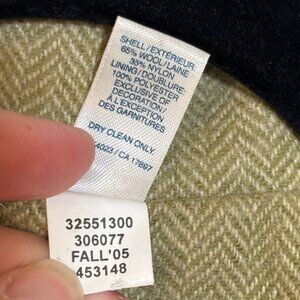 SHELL/EXTÉRIEUR:
65% WOOL/LAINE
35% NYLON
LINING/DOUBLURE:
100% POLYESTER
EXCLUSIVE OF
DECORATION/
À L'EXCEPTION
DES GARNITURES
DRY CLEAN ONLY
/ CA 17897
32551300
306077
FALL'05
453148